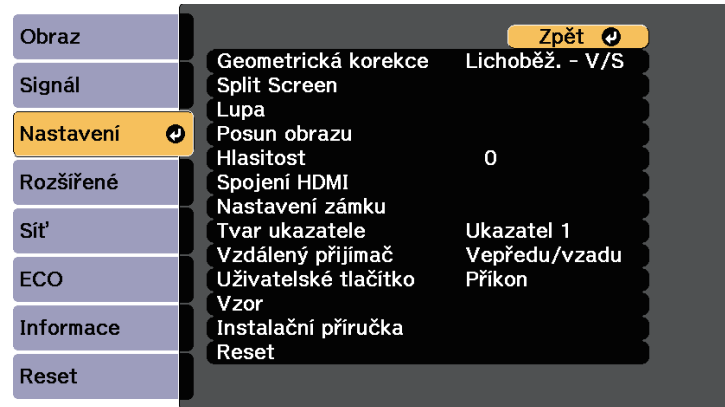 Obraz
Signál
Nastavení
Rozšířené
Síť
ECO
Informace
Reset
Zpět
Geometrická korekce Lichoběž. - V/S
Split Screen
Lupa
Posun obrazu
Hlasitost 0
Spojení HDMI
Nastavení zámku
Tvar ukazatele Ukazatel 1
Vzdálený přijímač Vepředu/vzadu
Uživatelské tlačítko Příkon
Vzor
Instalační příručka
Reset